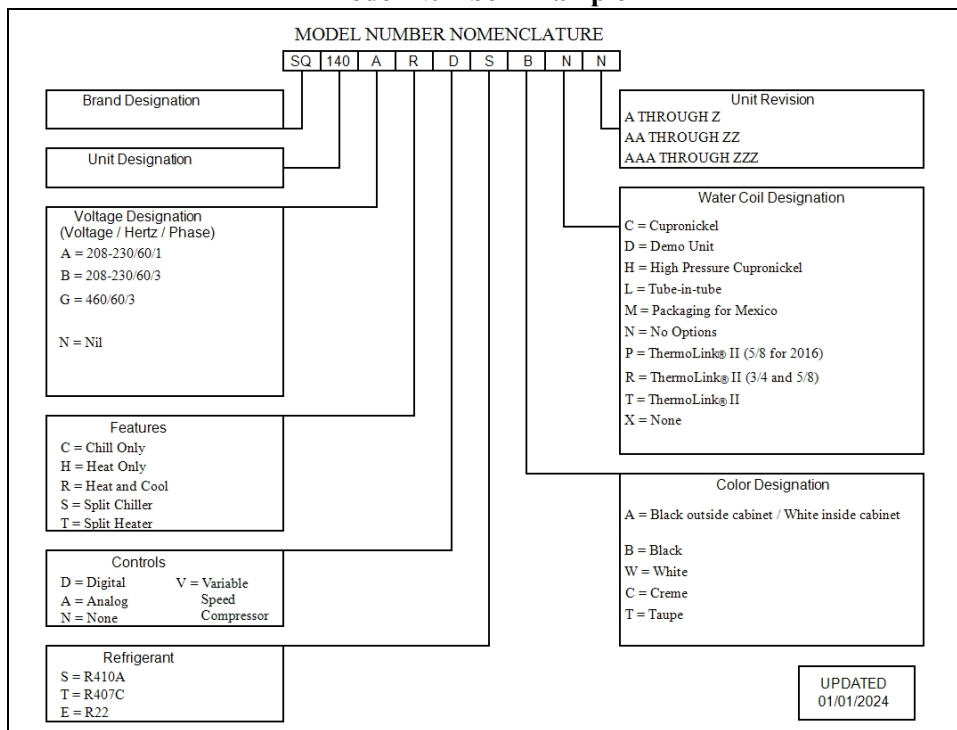 MODEL NUMBER NOMENCLATURE
SQ 140 A R D S B N N
Brand Designation
Unit Designation
Voltage Designation
(Voltage / Hertz / Phase)
A = 208-230/60/1
B = 208-230/60/3
G = 460/60/3
N = Nil
Features
C = Chill Only
H = Heat Only
R = Heat and Cool
S = Split Chiller
T = Split Heater
Controls
D = Digital V = Variable
A = Analog Speed
N = None Compressor
Refrigerant
S = R410A
T = R407C
E = R22
Unit Revision
A THROUGH Z
AA THROUGH ZZ
AAA THROUGH ZZZ
Water Coil Designation
C = Cupronickel
D = Demo Unit
H = High Pressure Cupronickel
L = Tube-in-tube
M = Packaging for Mexico
N = No Options
P = ThermoLink® II (5/8 for 2016)
R = ThermoLink® II (3/4 and 5/8)
T = ThermoLink® II
X = None
Color Designation
A = Black outside cabinet / White inside cabinet
B = Black
W = White
C = Creme
T = Taupe
UPDATED
01/01/2024